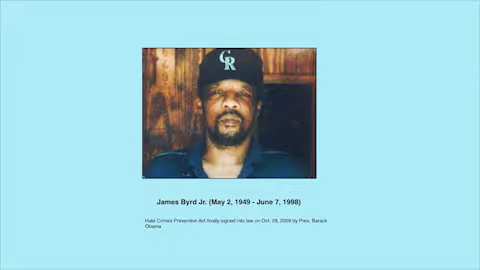 CR
James Byrd Jr. (May 2, 1949 - June 7, 1998)
Hate Crimes Prevention Act finally signed into law on Oct. 28, 2009 by Pres. Barack
Obama